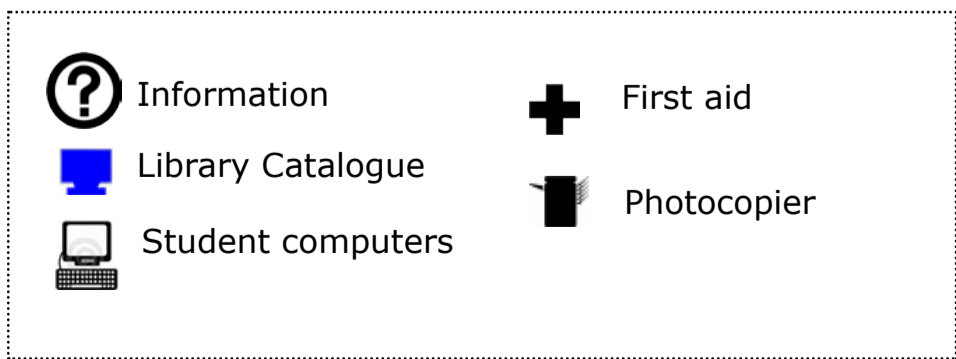 Information
Library Catalogue
Student computers
First aid
Photocopier